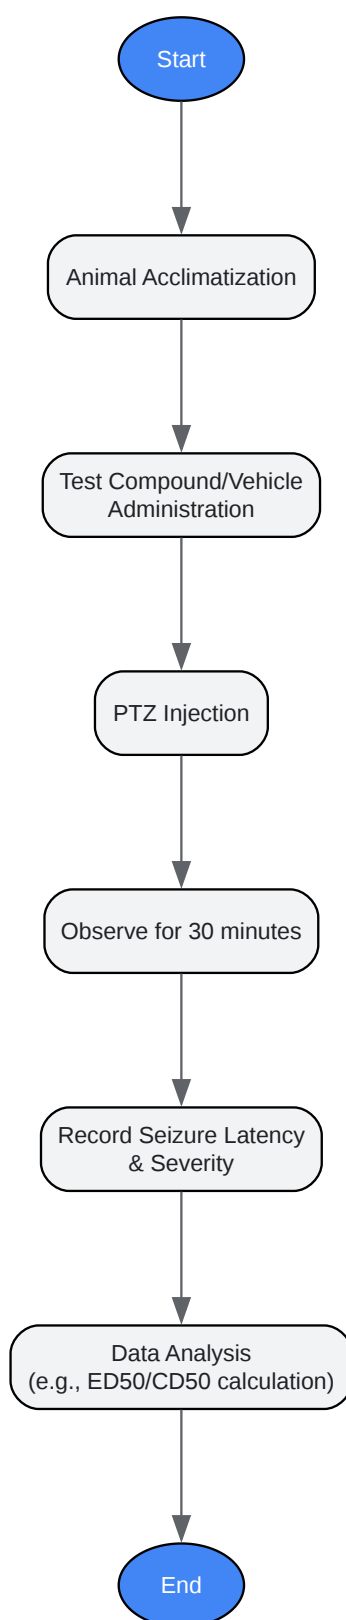 Start
Animal Acclimatization
Test Compound/Vehicle
Administration
PTZ Injection
Observe for 30 minutes
Record Seizure Latency
& Severity
Data Analysis
(e.g., ED50/CD50 calculation)
End